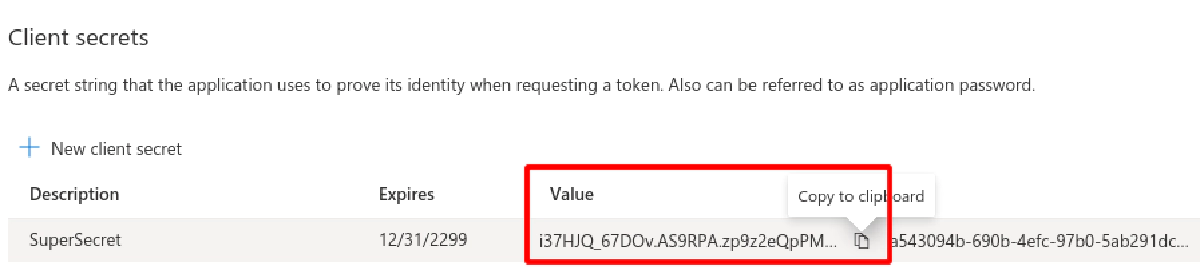 Client secrets
A secret string that the application uses to prove its identity when requesting a token. Also can be referred to as application password.
New client secret
Description Expires Value Copy to clipboard
SuperSecret 12/31/2299 i37HJQ_67DOv.AS9RPA.zp9z2eQpPM... a543094b-690b-4efc-97b0-5ab291dc...